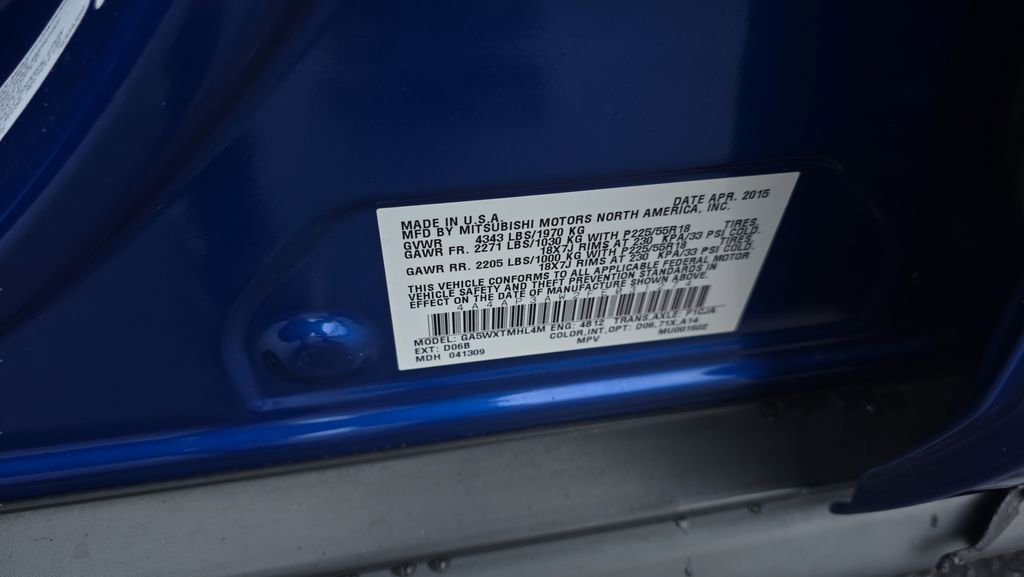 MADE IN U.S.A. DATE APR. 2015
MFD BY MITSUBISHI MOTORS NORTH AMERICA, INC.
GVWR 4343 LBS/1970 KG
GAWR FR. 2271 LBS/1030 KG WITH P225/55R18 TIRES,
18X7J RIMS AT 230 KPA/33 PSI COLD.
GAWR RR. 2205 LBS/1000 KG WITH P225/55R18 TIRES,
18X7J RIMS AT 230 KPA/33 PSI COLD.
THIS VEHICLE CONFORMS TO ALL APPLICABLE FEDERAL MOTOR
VEHICLE SAFETY AND THEFT PREVENTION STANDARDS IN
EFFECT ON THE DATE OF MANUFACTURE SHOWN ABOVE.
MODEL: GA5WXTMHL4M ENG: 4B12 TRANS,AXLE: F1CJA
EXT: D06B COLOR,INT,OPT: D06,71X,A14
MDH 041309 MPV MU001602